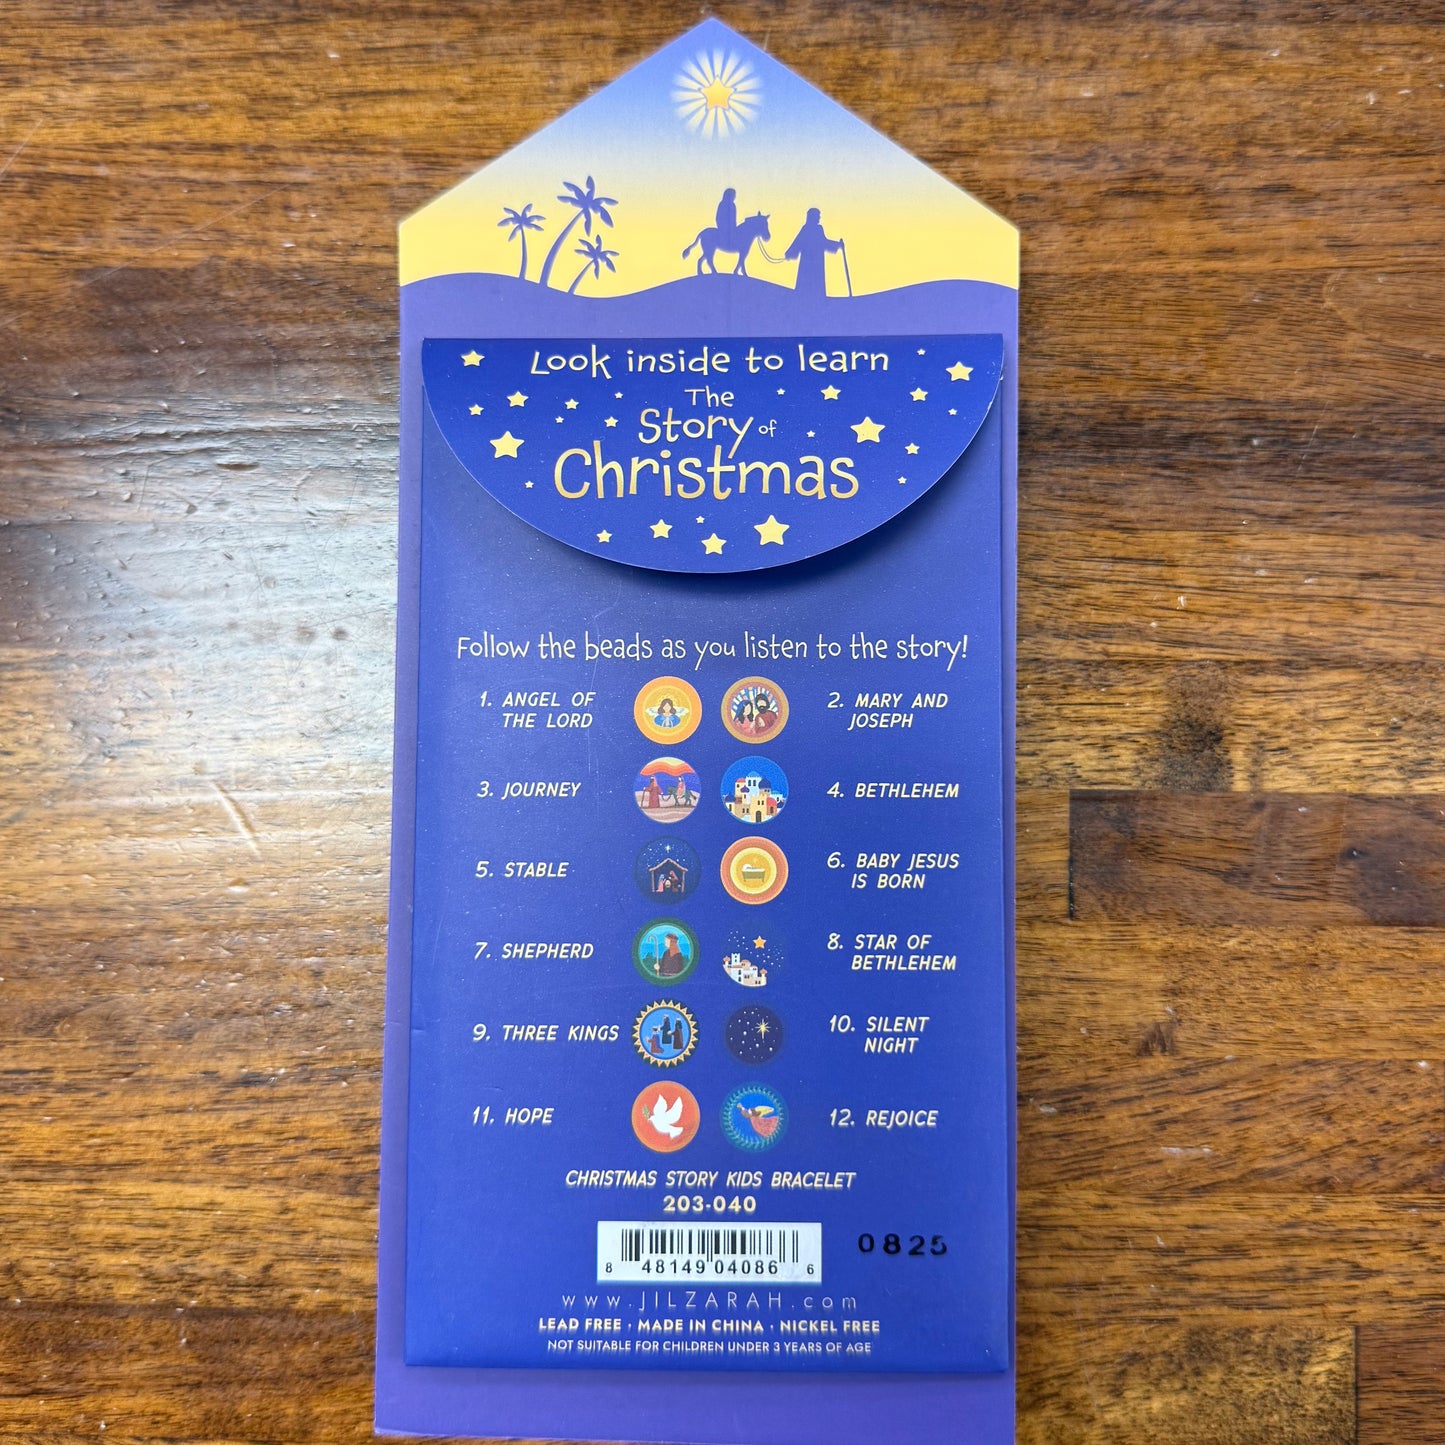 Look inside to learn
The
Story of
Christmas
Follow the beads as you listen to the story!
1. ANGEL OF
THE LORD
2. MARY AND
JOSEPH
3. JOURNEY
4. BETHLEHEM
5. STABLE
6. BABY JESUS
IS BORN
7. SHEPHERD
8. STAR OF
BETHLEHEM
9. THREE KINGS
10. SILENT
NIGHT
11. HOPE
12. REJOICE
CHRISTMAS STORY KIDS BRACELET
203-040
8 48149 04086 6
0825
www.JILZARAH.com
LEAD FREE · MADE IN CHINA · NICKEL FREE
NOT SUITABLE FOR CHILDREN UNDER 3 YEARS OF AGE